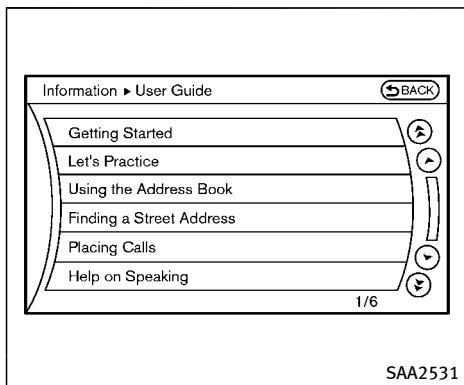 Information ▸ User Guide
BACK
Getting Started
Let's Practice
Using the Address Book
Finding a Street Address
Placing Calls
Help on Speaking
1/6
SAA2531